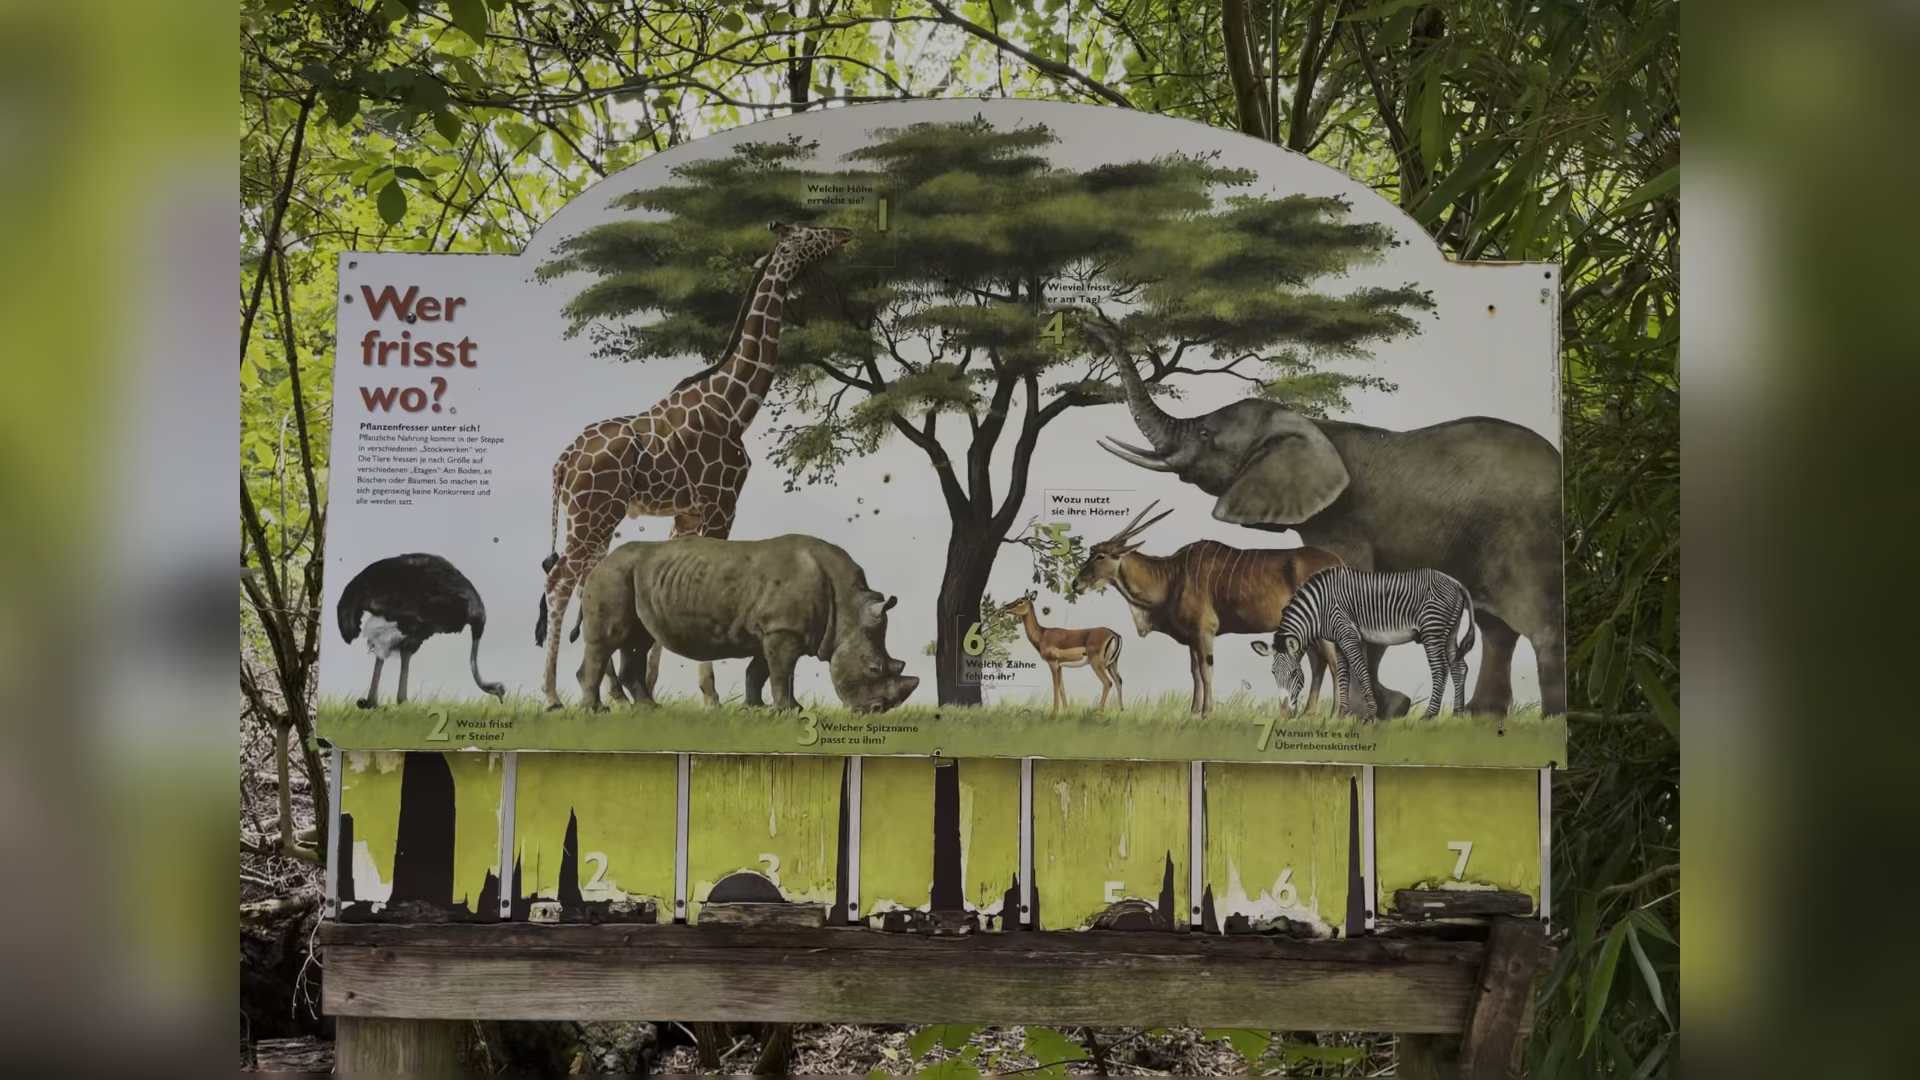 Welche Höhe
erreicht sie?
1
Wer
frisst
wo?
Pflanzenfresser unter sich!
Pflanzliche Nahrung kommt in der Steppe
in verschiedenen „Stockwerken“ vor.
Die Tiere fressen je nach Größe auf
verschiedenen „Etagen“: Am Boden, an
Büschen oder Bäumen. So machen sie
sich gegenseitig keine Konkurrenz und
alle werden satt.
Wieviel frisst
er am Tag?
4
Wozu nutzt
sie ihre Hörner?
5
6
Welche Zähne
fehlen ihr?
2
Wozu frisst
er Steine?
3
Welcher Spitzname
passt zu ihm?
7
Warum ist es ein
Überlebenskünstler?
2
3
5
6
7